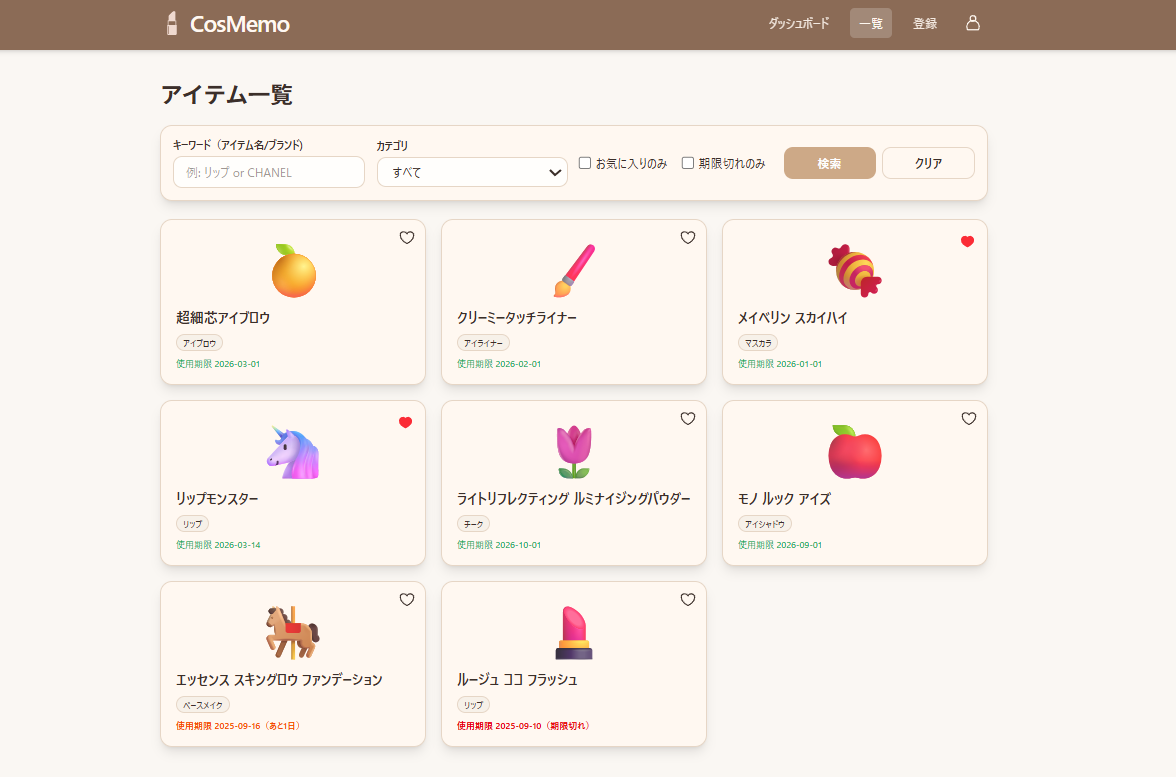 CosMemo
ダッシュボード 一覧 登録
アイテム一覧
キーワード（アイテム名/ブランド） カテゴリ
例: リップ or CHANEL すべて お気に入りのみ 期限切れのみ 検索 クリア
超細芯アイブロウ
アイブロウ
使用期限 2026-03-01
クリーミータッチライナー
アイライナー
使用期限 2026-02-01
メイベリン スカイハイ
マスカラ
使用期限 2026-01-01
リップモンスター
リップ
使用期限 2026-03-14
ライトリフレクティング ルミナイジングパウダー
チーク
使用期限 2026-10-01
モノ ルック アイズ
アイシャドウ
使用期限 2026-09-01
エッセンス スキングロウ ファンデーション
ベースメイク
使用期限 2025-09-16（あと1日）
ルージュ ココ フラッシュ
リップ
使用期限 2025-09-10（期限切れ）